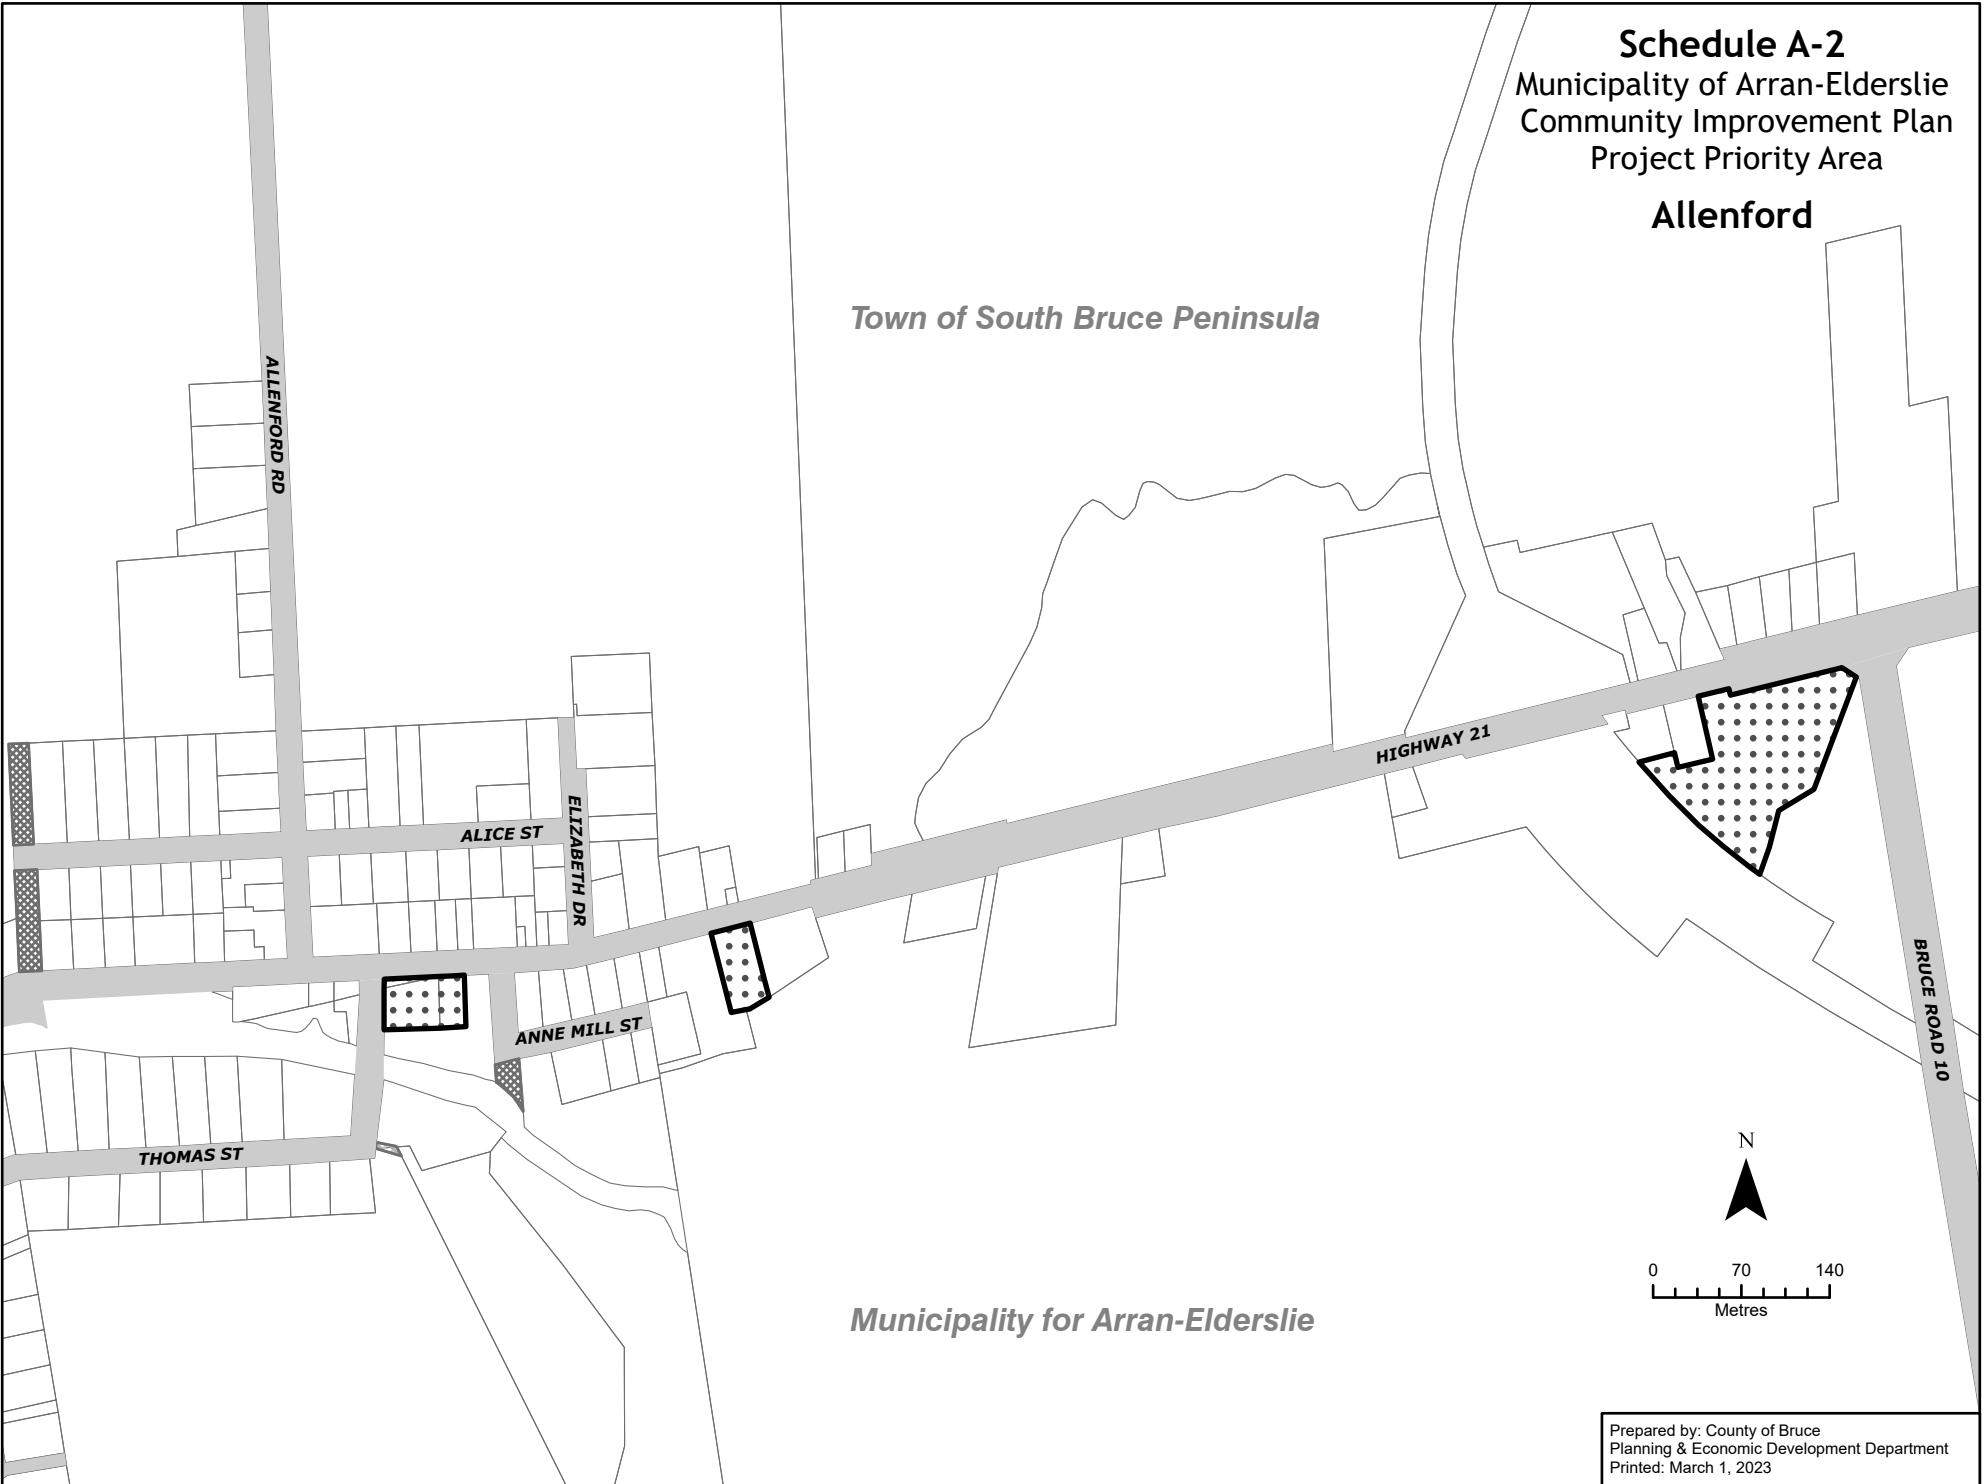 Schedule A-2
Municipality of Arran-Elderslie
Community Improvement Plan
Project Priority Area
Allenford
Town of South Bruce Peninsula
ALLENFORD RD
HIGHWAY 21
ALICE ST
ELIZABETH DR
ANNE MILL ST
BRUCE ROAD 10
THOMAS ST
N
0 70 140
Metres
Municipality for Arran-Elderslie
Prepared by: County of Bruce
Planning & Economic Development Department
Printed: March 1, 2023